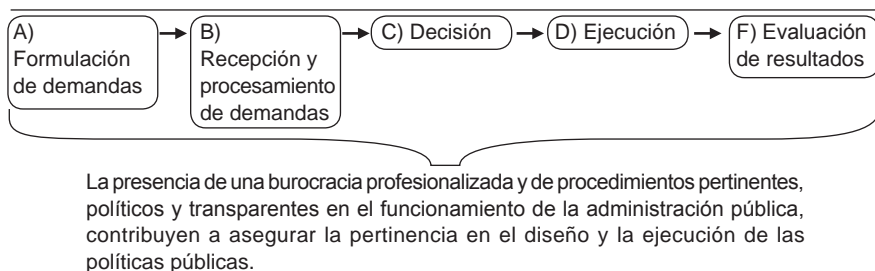 A)
Formulación
de demandas
B)
Recepción y
procesamiento
de demandas
C) Decisión
D) Ejecución
F) Evaluación
de resultados
La presencia de una burocracia profesionalizada y de procedimientos pertinentes,
políticos y transparentes en el funcionamiento de la administración pública,
contribuyen a asegurar la pertinencia en el diseño y la ejecución de las
políticas públicas.